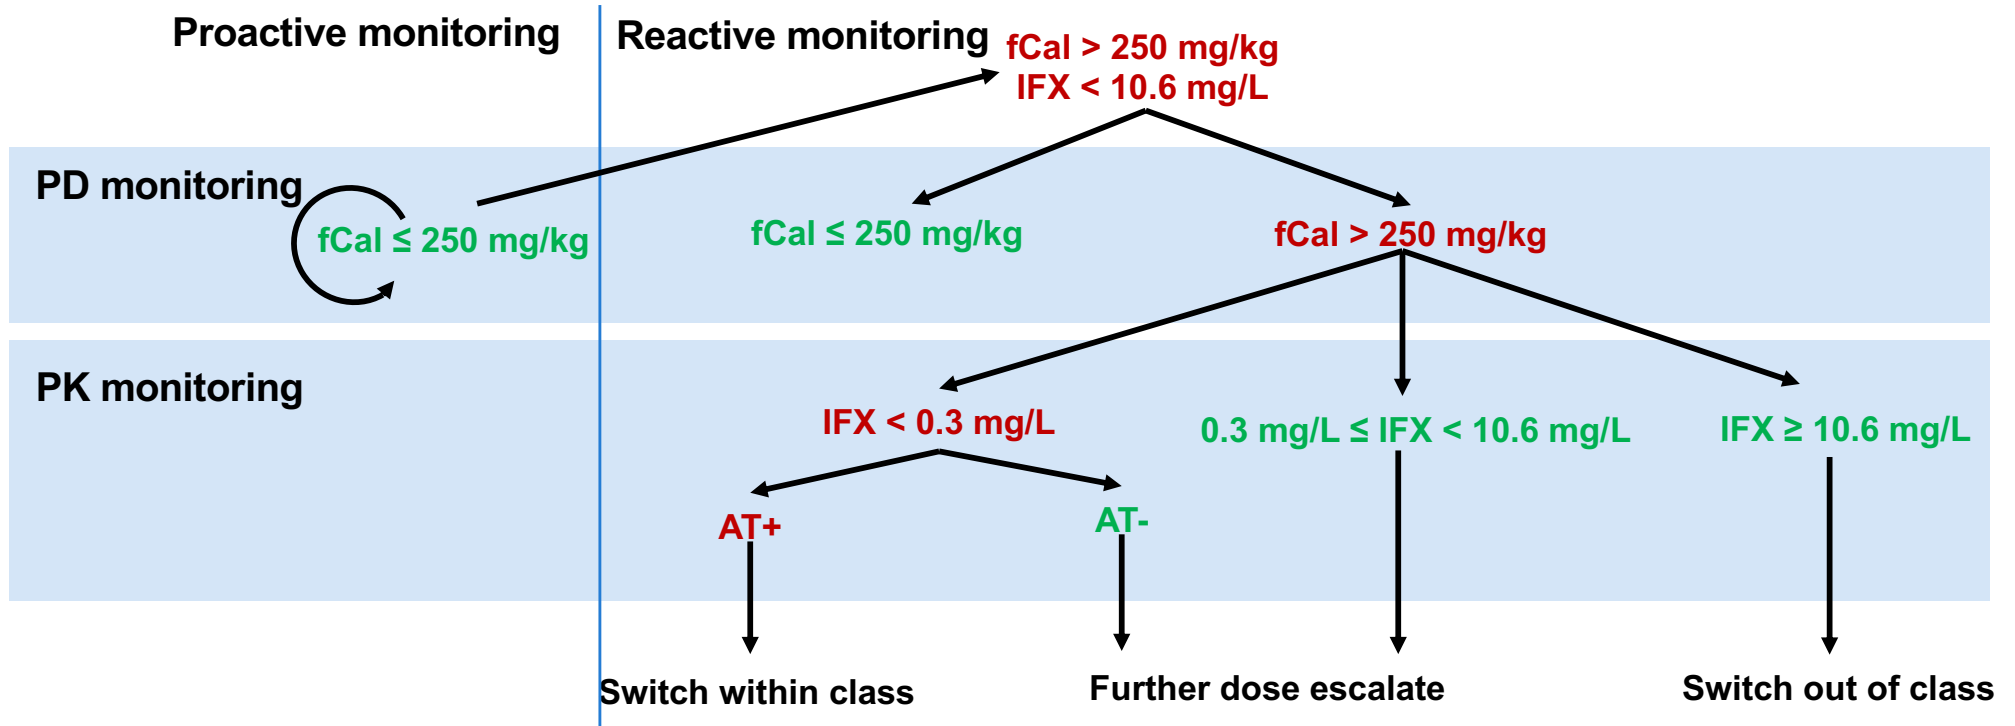 Proactive monitoring
Reactive monitoring
fCal > 250 mg/kg
IFX < 10.6 mg/L
PD monitoring
fCal ≤ 250 mg/kg
fCal ≤ 250 mg/kg
fCal > 250 mg/kg
PK monitoring
IFX < 0.3 mg/L
0.3 mg/L ≤ IFX < 10.6 mg/L
IFX ≥ 10.6 mg/L
AT+
AT-
Switch within class
Further dose escalate
Switch out of class